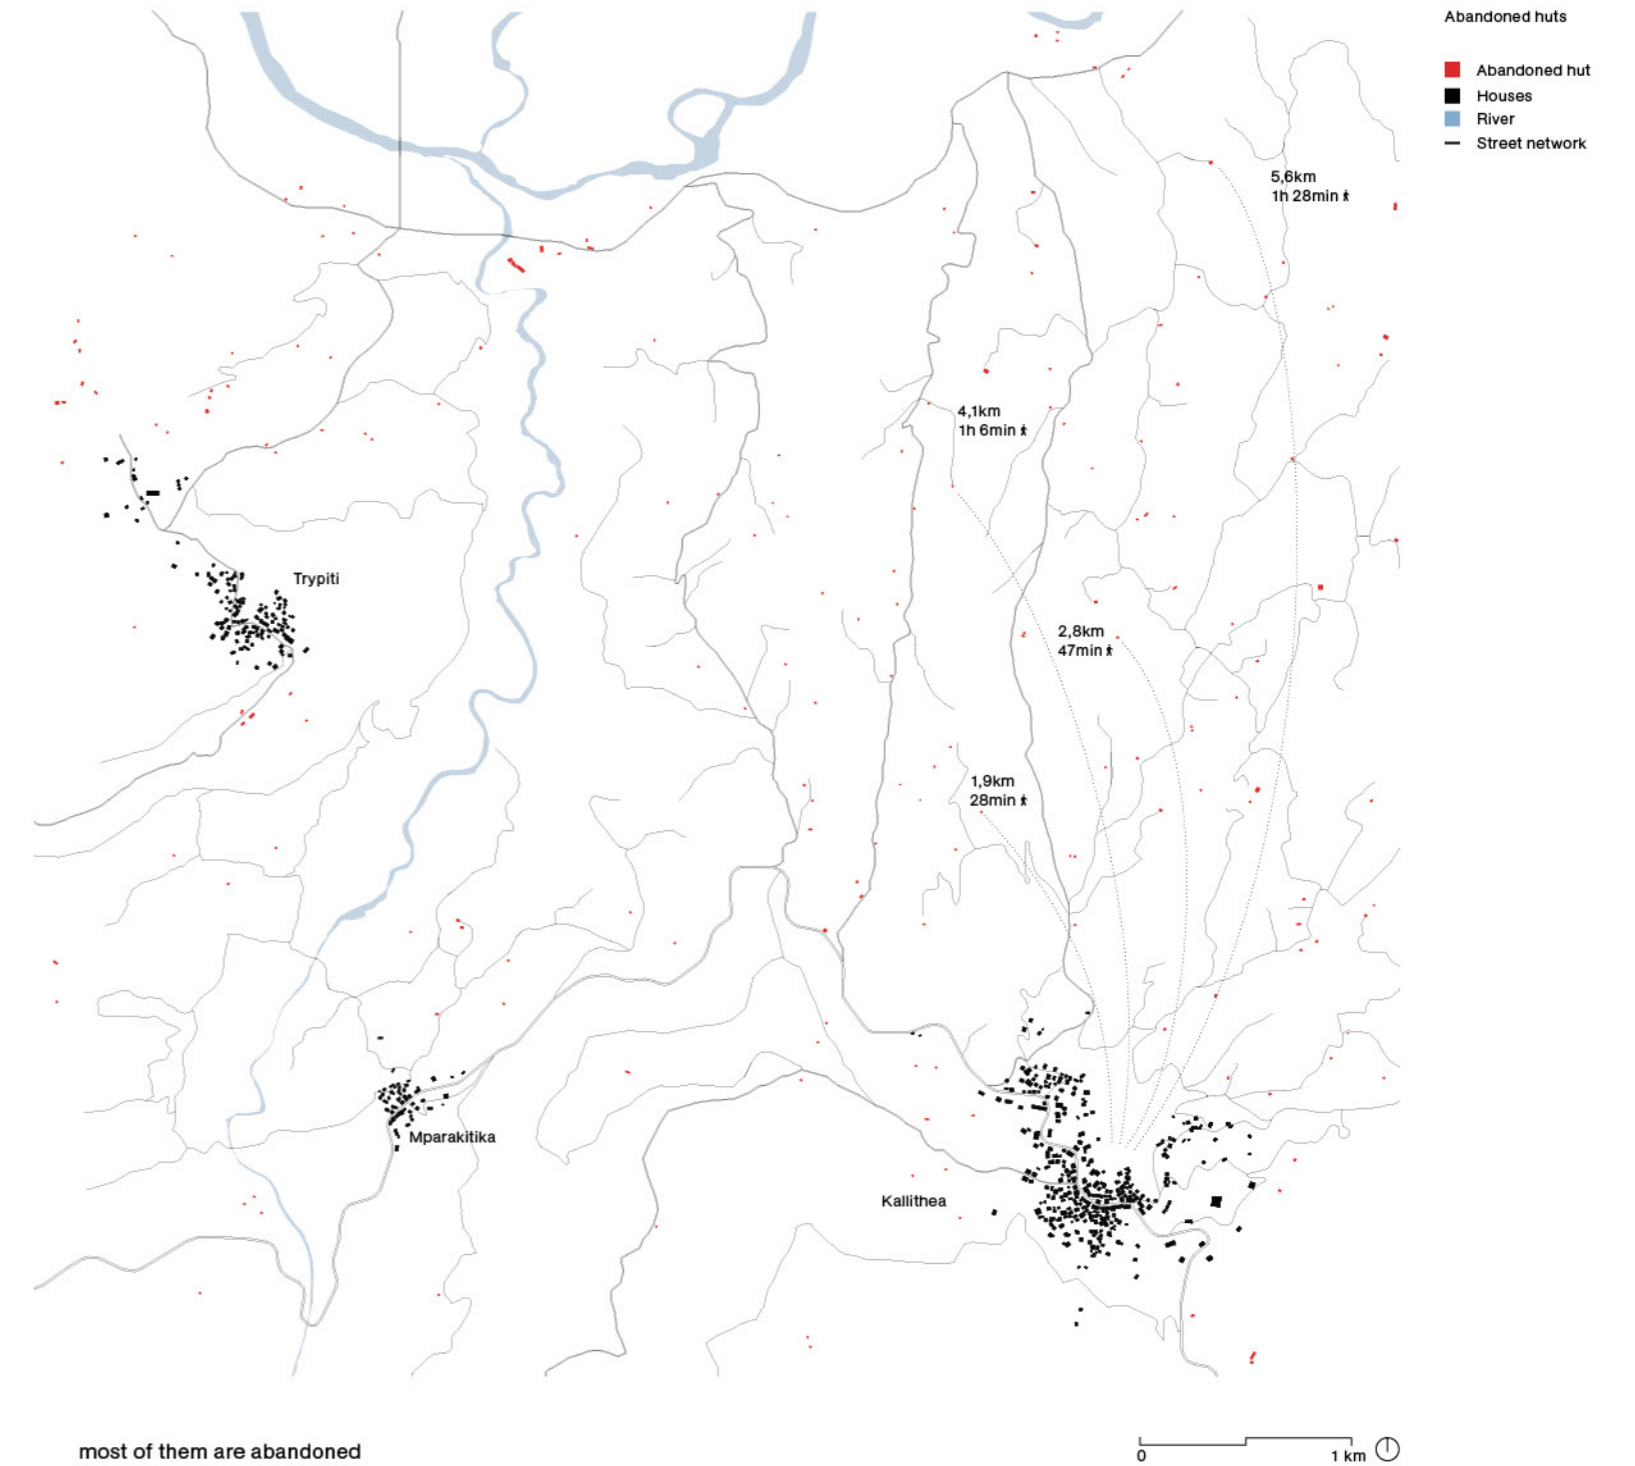 Abandoned huts
Abandoned hut
Houses
River
Street network
5,6km
1h 28min
4,1km
1h 6min
Trypiti
2,8km
47min
1,9km
28min
Mparakitika
Kallithea
most of them are abandoned
0 1 km